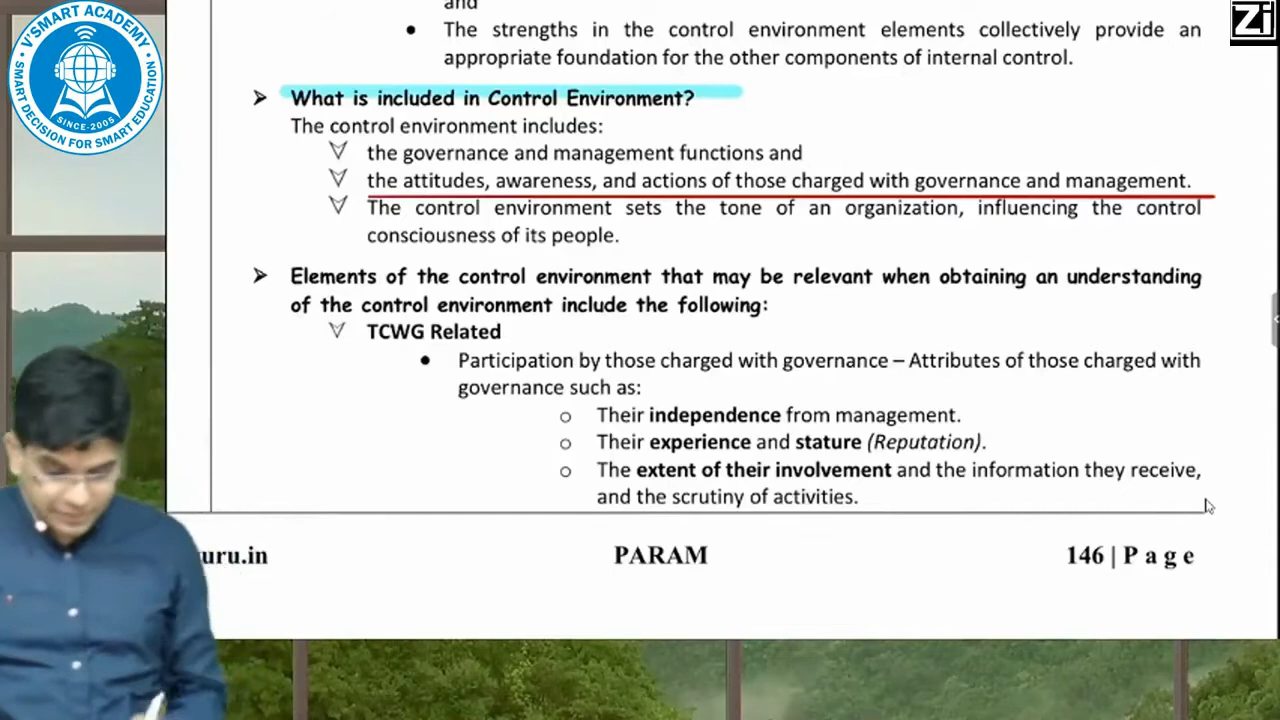 V'SMART ACADEMY
SINCE-2005
SMART DECISION FOR SMART EDUCATION
Zi
and
• The strengths in the control environment elements collectively provide an
appropriate foundation for the other components of internal control.
➢ What is included in Control Environment?
The control environment includes:
the governance and management functions and
the attitudes, awareness, and actions of those charged with governance and management.
The control environment sets the tone of an organization, influencing the control
consciousness of its people.
➢ Elements of the control environment that may be relevant when obtaining an understanding
of the control environment include the following:
TCWG Related
• Participation by those charged with governance – Attributes of those charged with
governance such as:
o Their independence from management.
o Their experience and stature (Reputation).
o The extent of their involvement and the information they receive,
and the scrutiny of activities.
uru.in PARAM 146 | P a g e